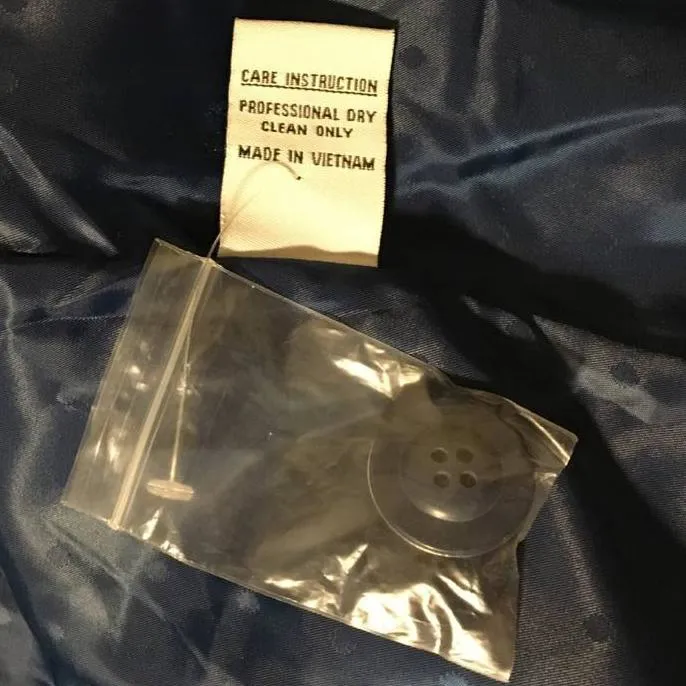 CARE INSTRUCTION
PROFESSIONAL DRY
CLEAN ONLY
MADE IN VIETNAM